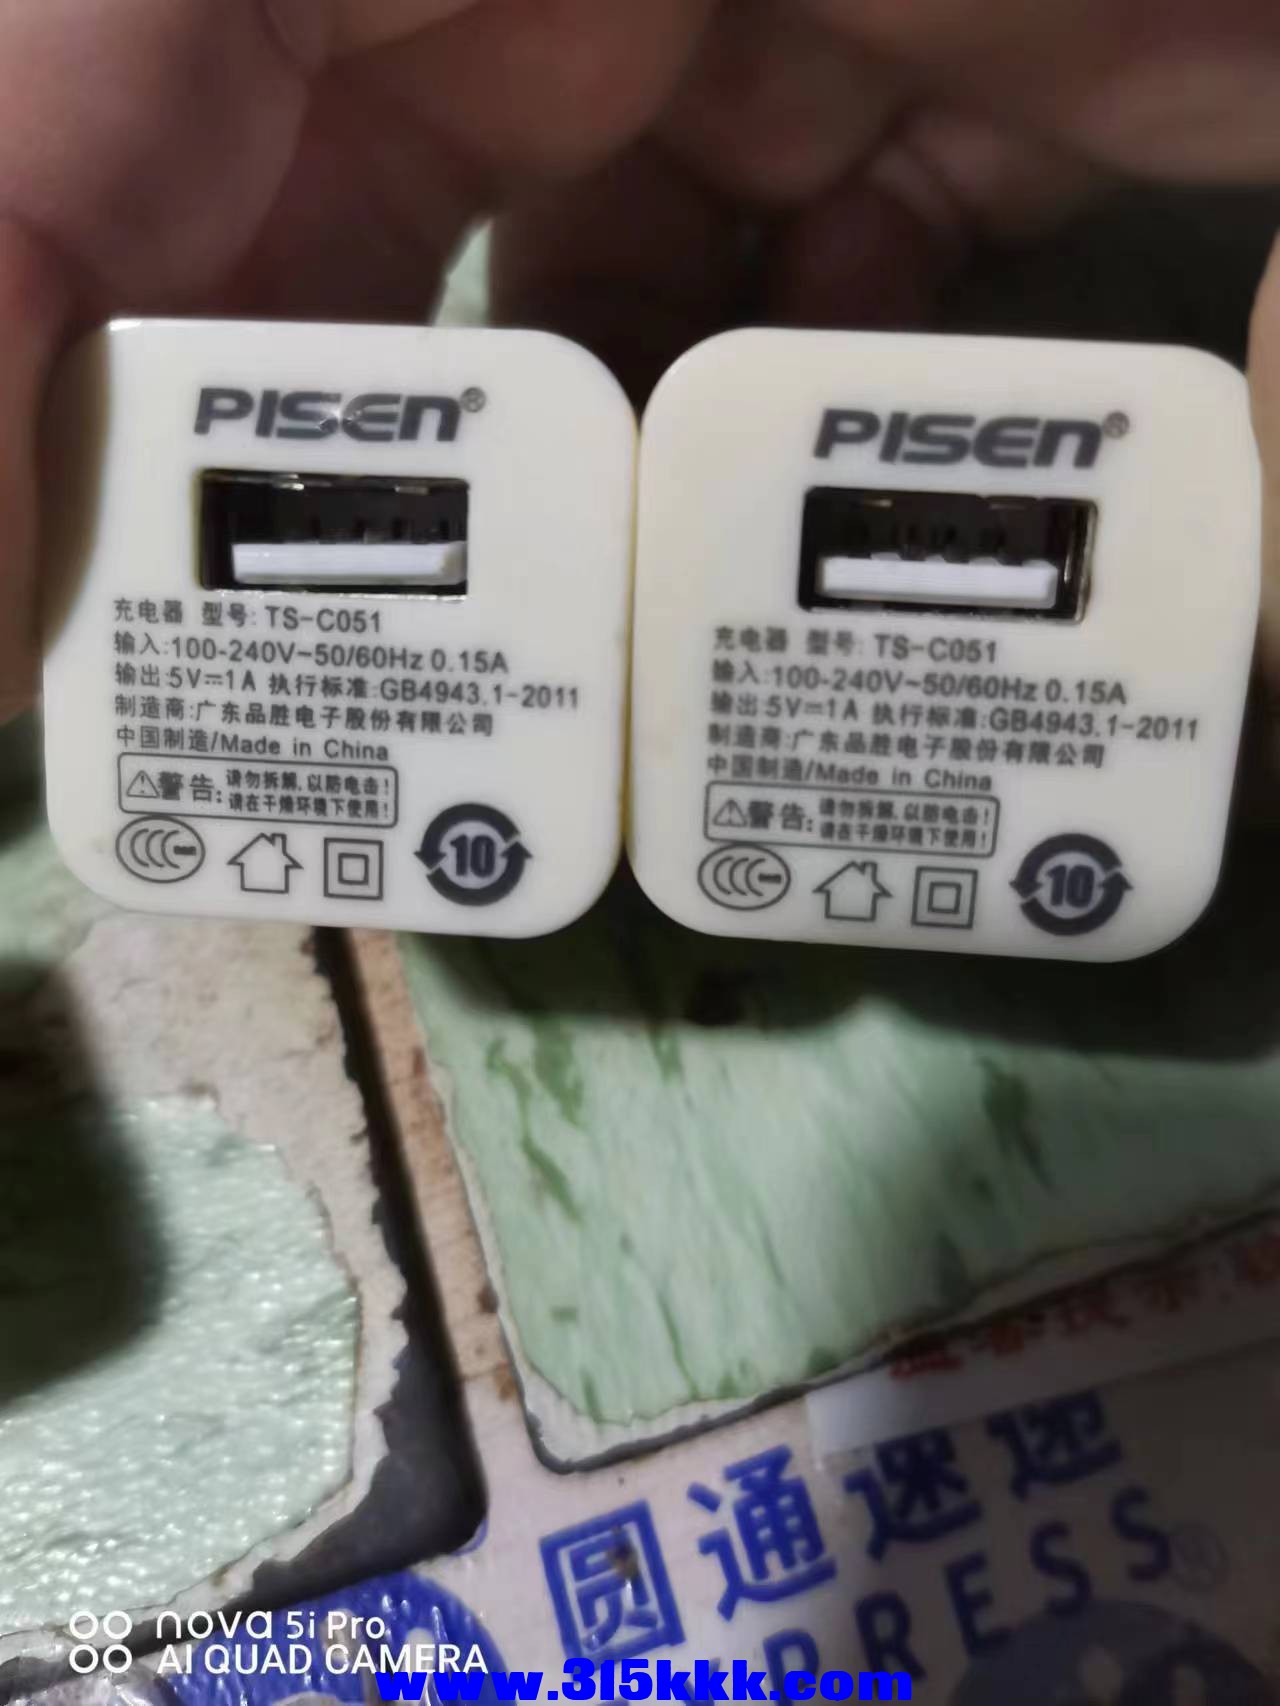 PISEN®
充电器 型号: TS-C051
输入:100-240V~50/60Hz 0.15A
输出:5V⎓1A 执行标准:GB4943.1-2011
制造商:广东品胜电子股份有限公司
中国制造/Made in China
⚠警告: 请勿拆解,以防电击!
请在干燥环境下使用!
CCC
10
PISEN®
充电器 型号: TS-C051
输入:100-240V~50/60Hz 0.15A
输出:5V⎓1A 执行标准:GB4943.1-2011
制造商:广东品胜电子股份有限公司
中国制造/Made in China
⚠警告: 请勿拆解,以防电击!
请在干燥环境下使用!
CCC
10
圆通速递
PRESS®
nova 5i Pro
AI QUAD CAMERA
www.315kkk.com